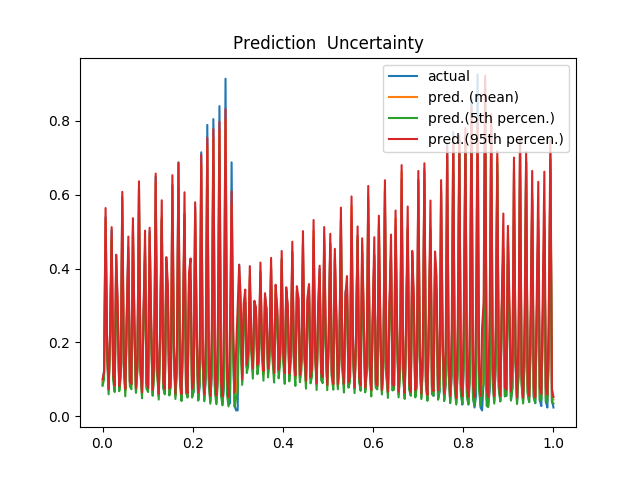 Prediction  Uncertainty
actual
pred. (mean)
pred.(5th percen.)
pred.(95th percen.)
0.8
0.6
0.4
0.2
0.0
0.0 0.2 0.4 0.6 0.8 1.0